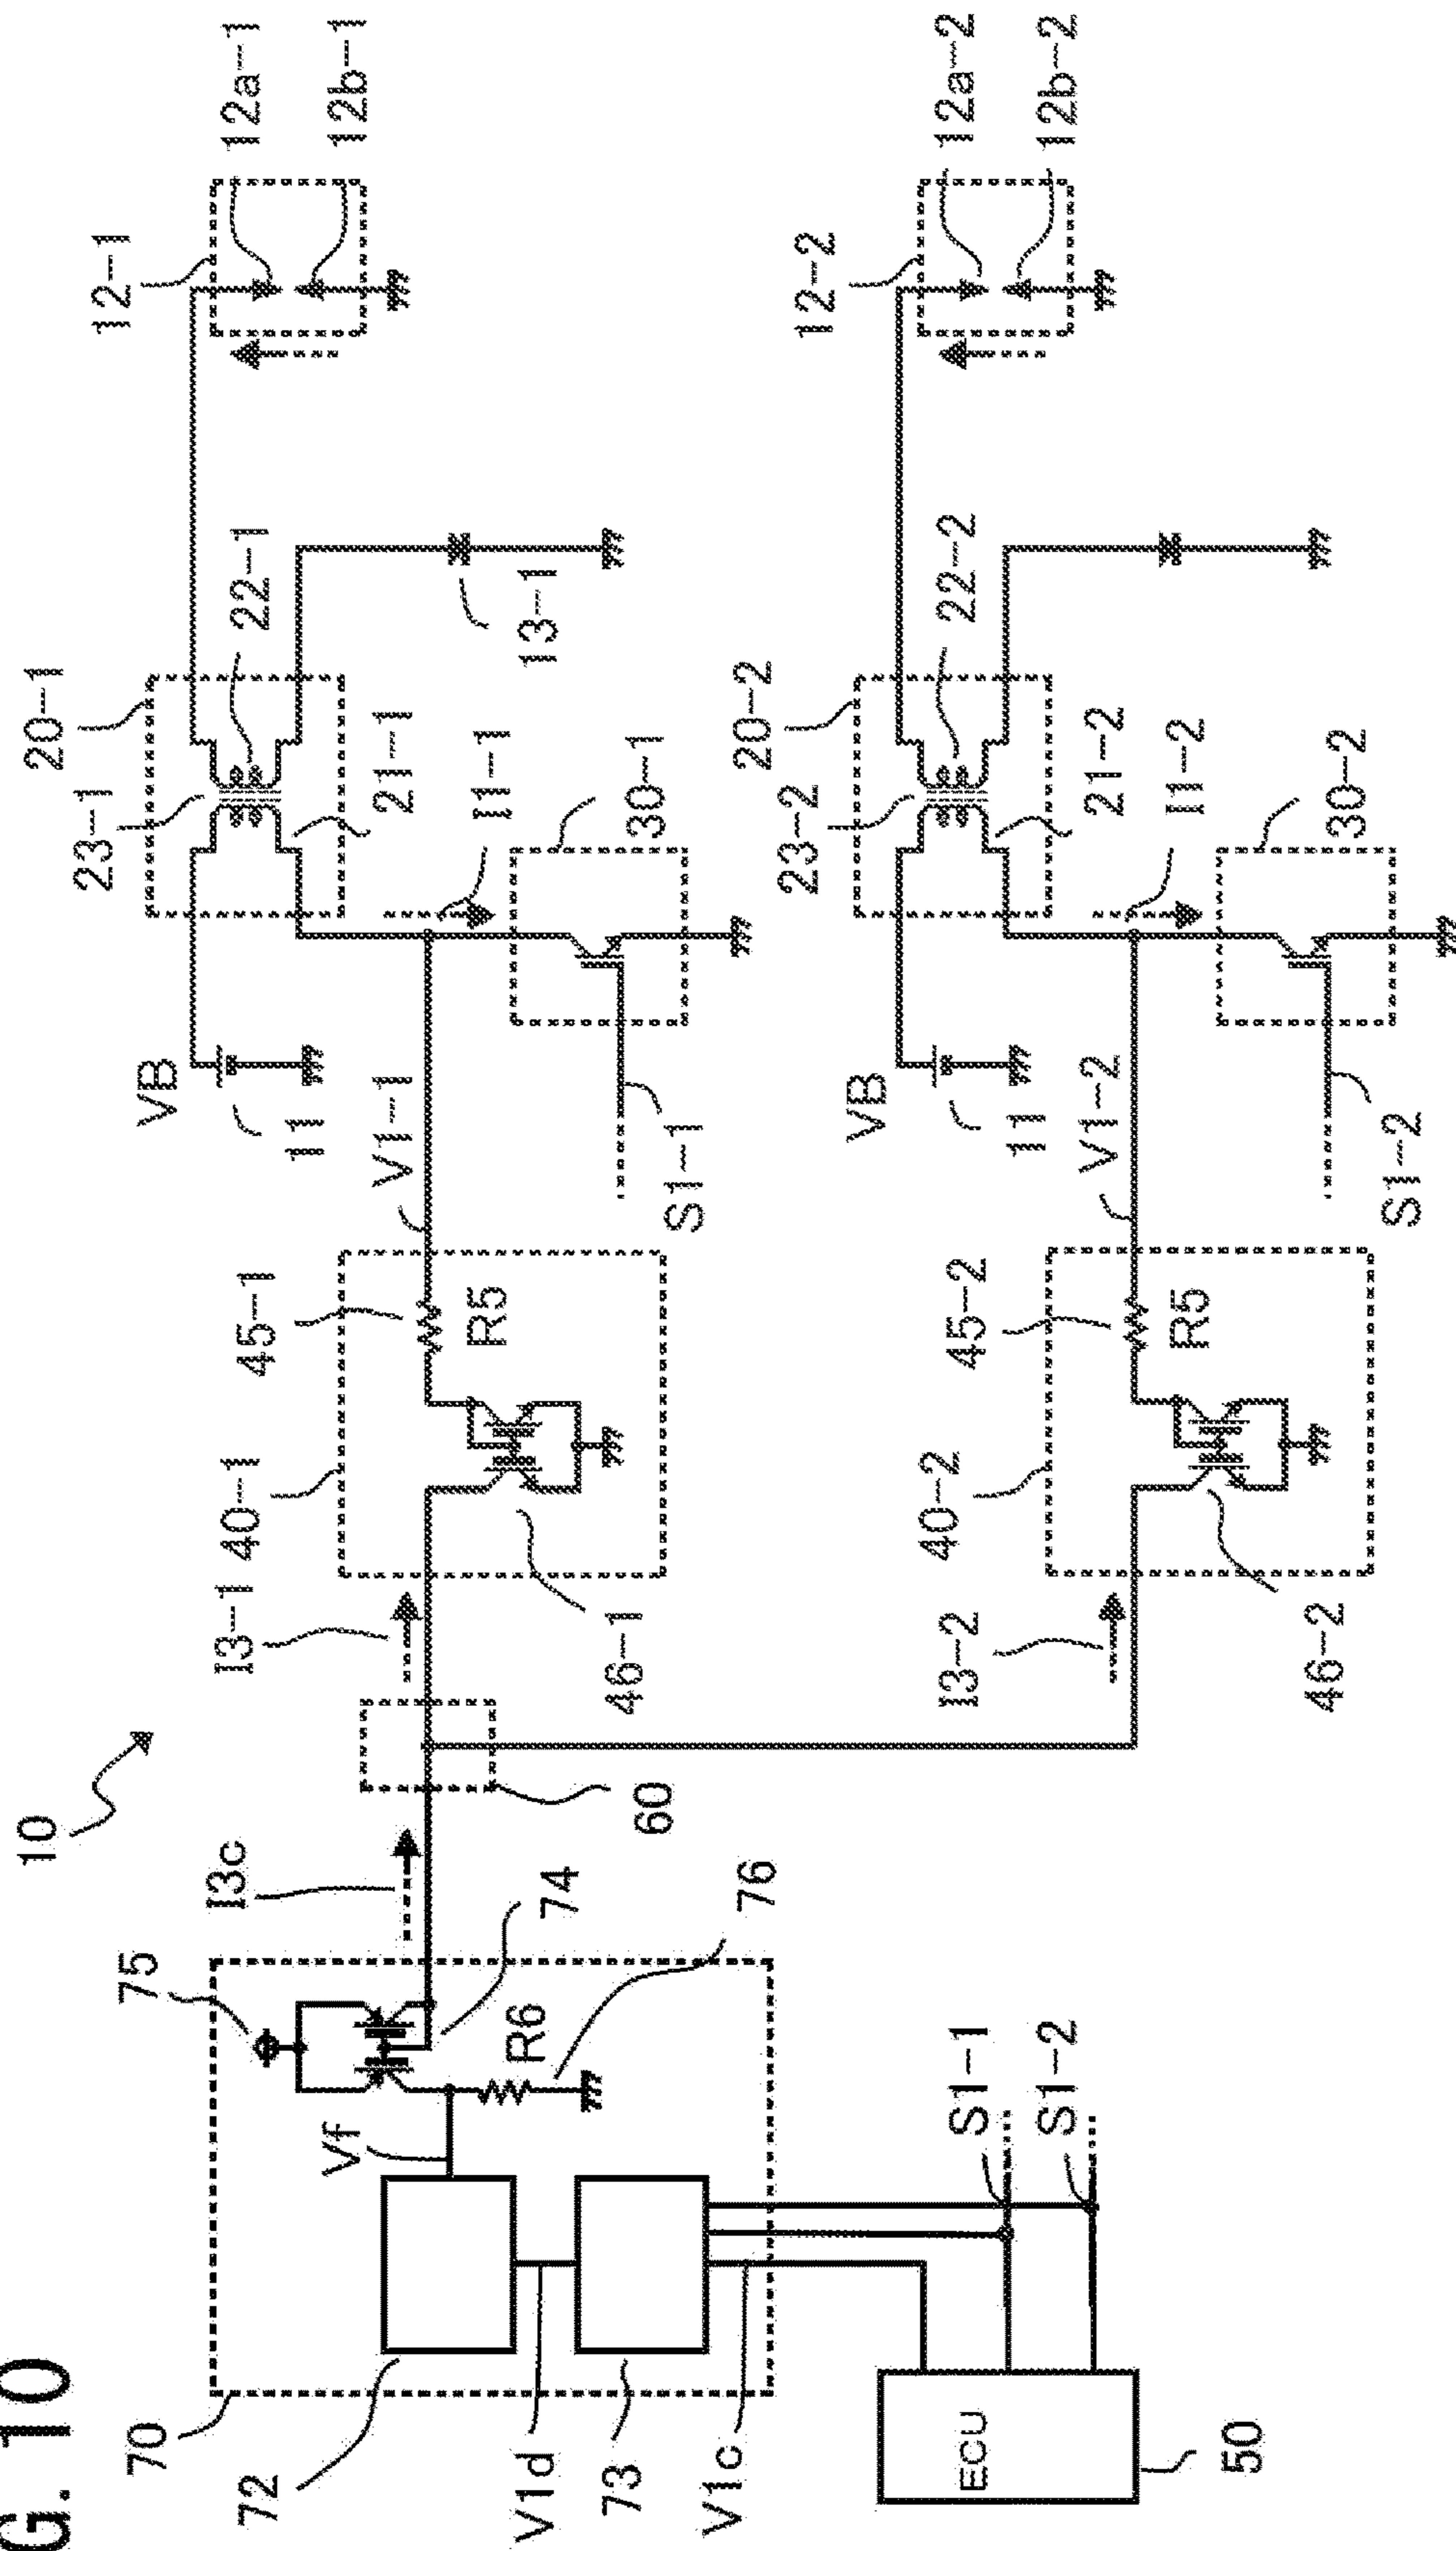 G. 10
10
70
72
V1d
73
V1c
ECU
50
Vf
75
R6
74
76
S1-1
S1-2
I3c
60
I3-1
40-1
45-1
R5
46-1
V1-1
VB
11
S1-1
23-1
20-1
22-1
21-1
I1-1
30-1
13-1
12-1
12a-1
12b-1
I3-2
40-2
45-2
R5
46-2
V1-2
VB
11
S1-2
23-2
20-2
22-2
21-2
I1-2
30-2
12-2
12a-2
12b-2